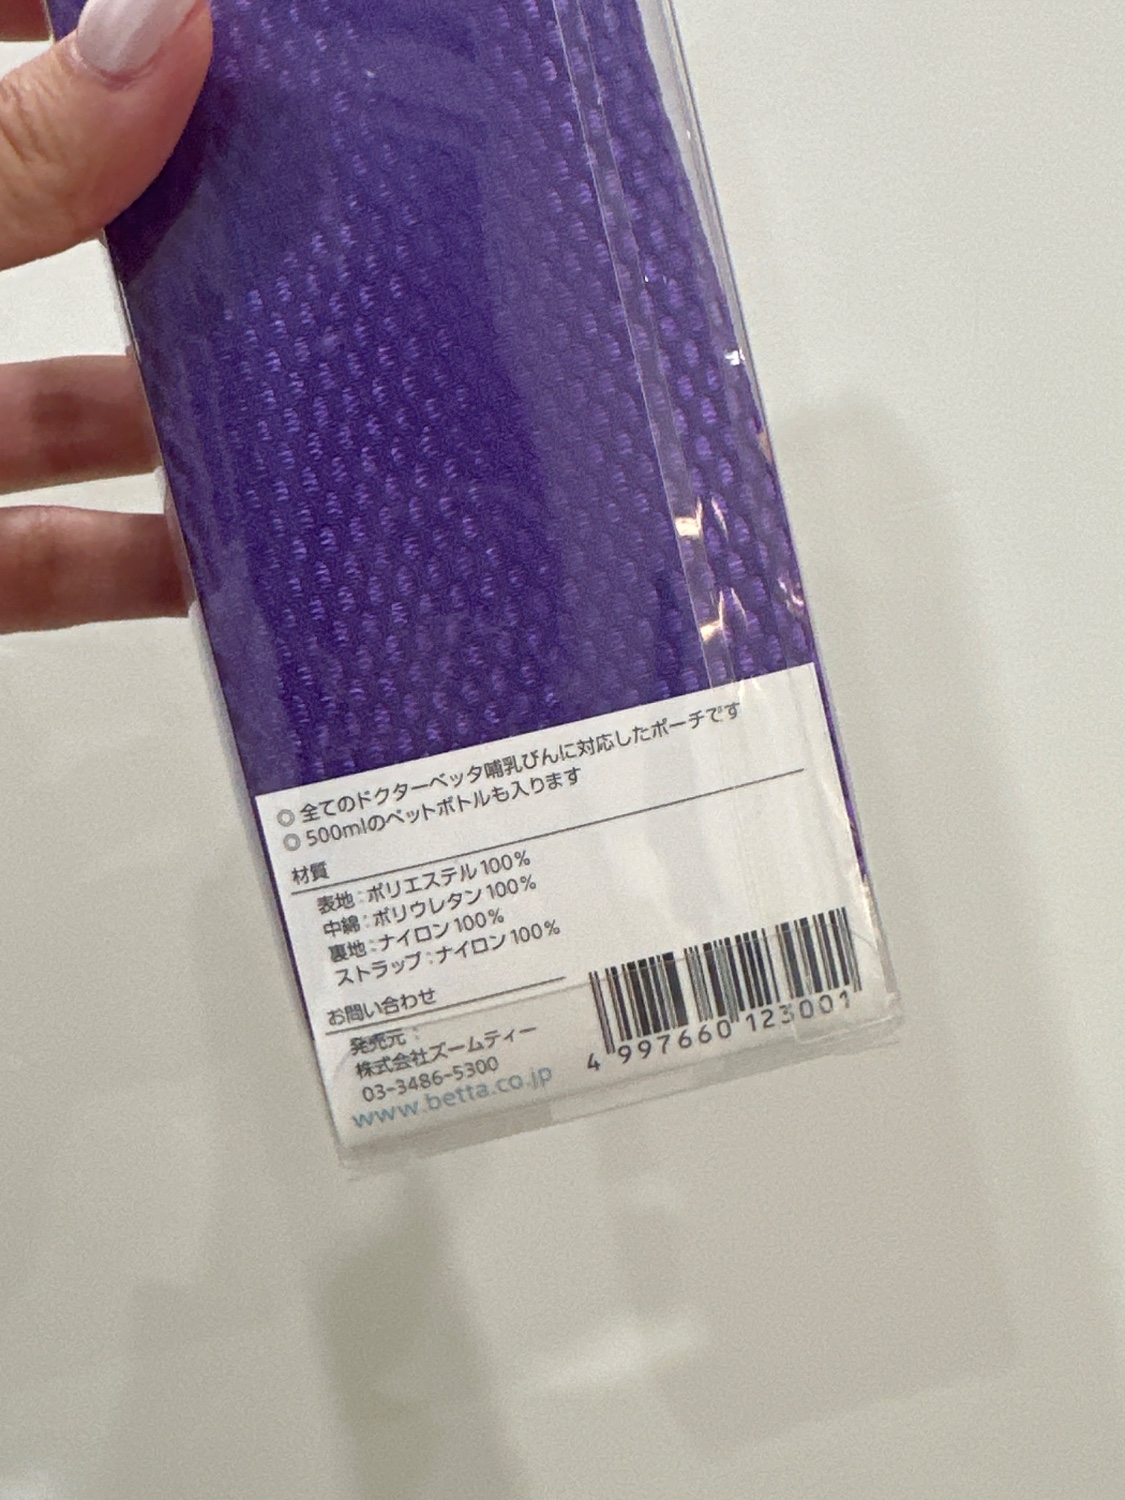 ◎ 全てのドクターベッタ哺乳びんに対応したポーチです
◎ 500mlのペットボトルも入ります
材質
表地：ポリエステル100%
中綿：ポリウレタン100%
裏地：ナイロン100%
ストラップ：ナイロン100%
お問い合わせ
発売元：
株式会社ズームティー
03-3486-5300
www.betta.co.jp
4 997660 123001